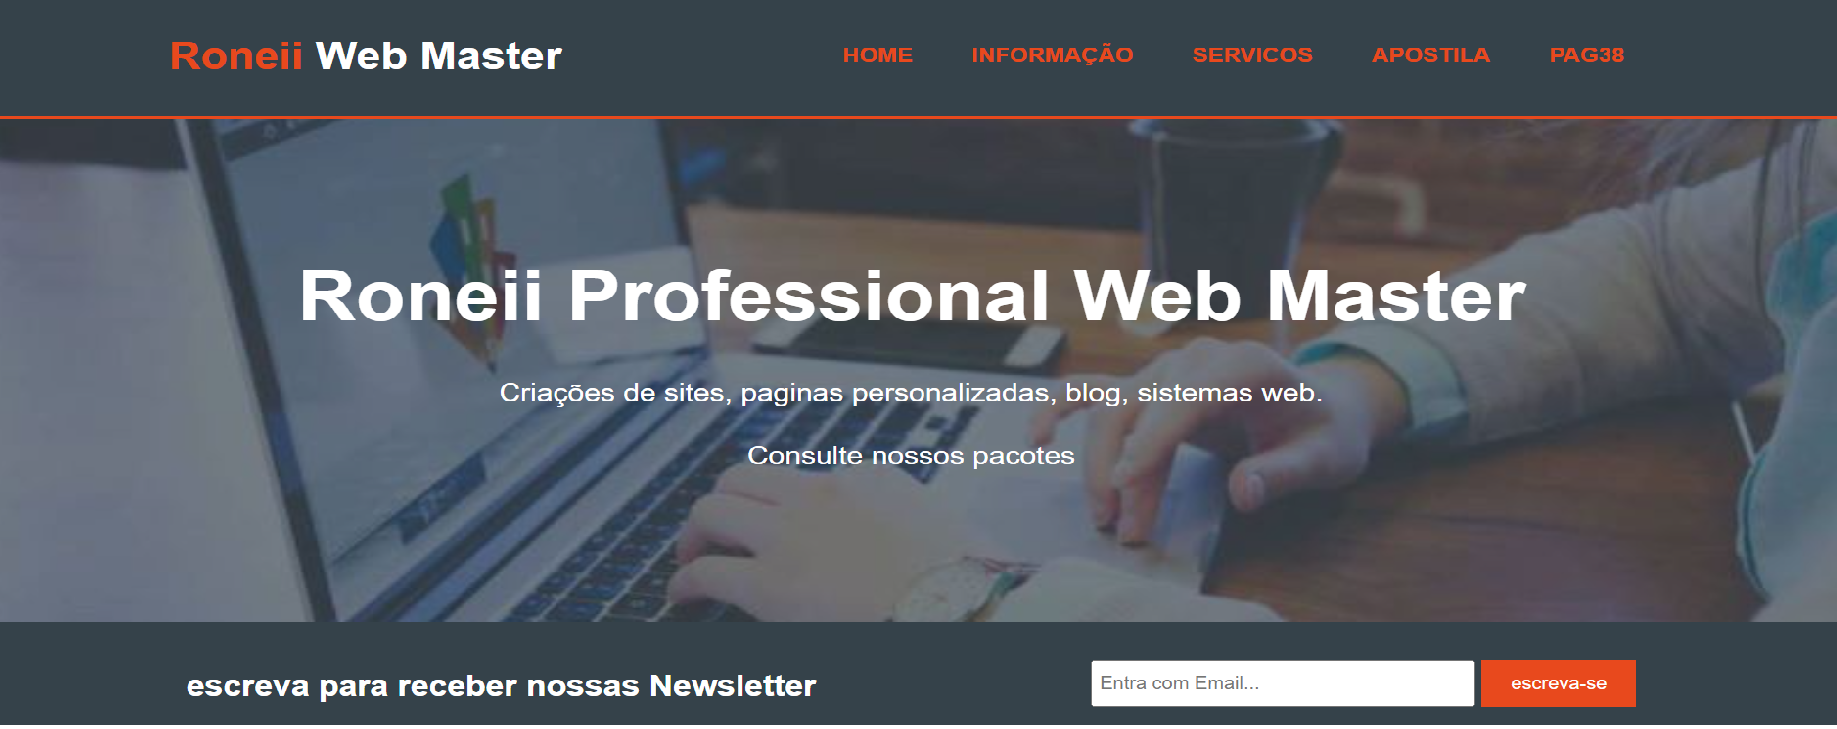 Roneii Web Master
HOME INFORMAÇÃO SERVICOS APOSTILA PAG38
Roneii Professional Web Master
Criações de sites, paginas personalizadas, blog, sistemas web.
Consulte nossos pacotes
escreva para receber nossas Newsletter
Entra com Email...
escreva-se